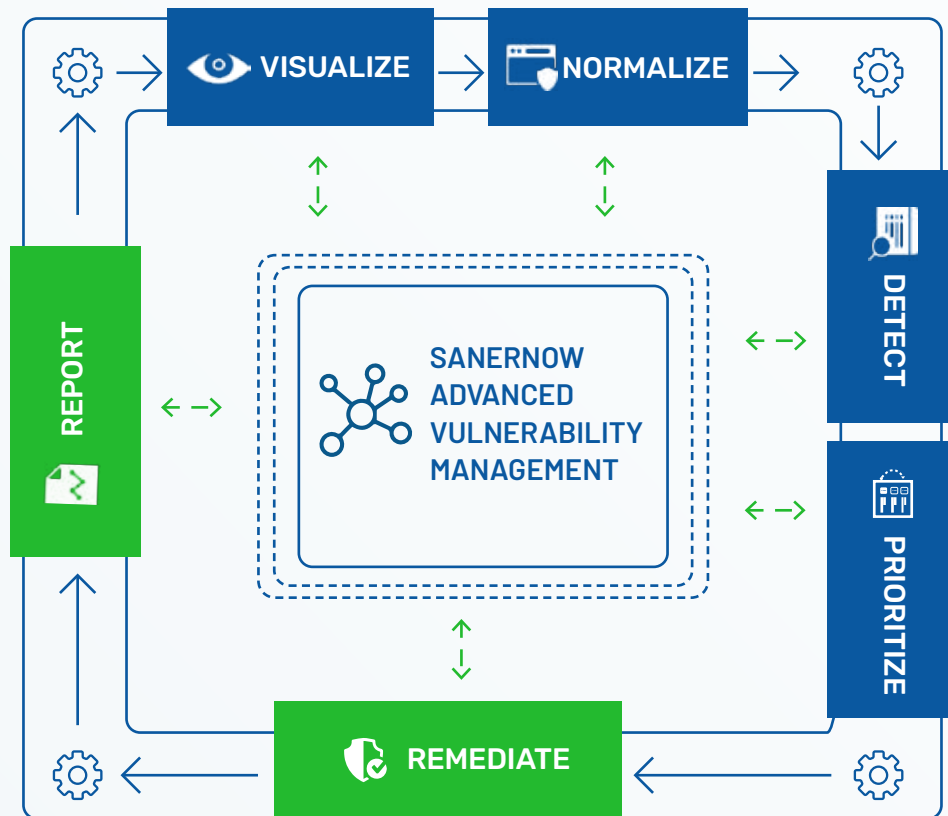 VISUALIZE
NORMALIZE
DETECT
PRIORITIZE
REMEDIATE
REPORT
SANERNOW
ADVANCED
VULNERABILITY
MANAGEMENT